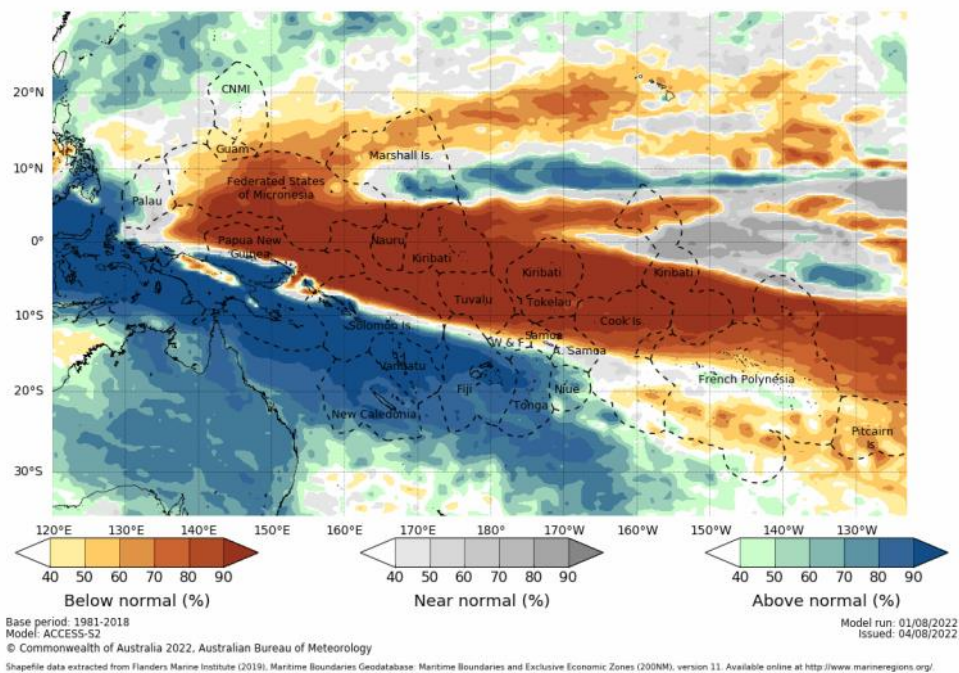 20°N
10°N
0°
10°S
20°S
30°S
CNMI
Guam
Marshall Is.
Federated States
of Micronesia
Palau
Papua New
Guinea
Nauru
Kiribati
Kiribati
Kiribati
Tuvalu
Tokelau
Cook Is.
Solomon Is.
W & F
Samoa
A. Samoa
Vanuatu
Fiji
Niue
French Polynesia
Tonga
New Caledonia
Pitcairn
Is.
120°E 130°E 140°E 150°E 160°E 170°E 180° 170°W 160°W 150°W 140°W 130°W
40 50 60 70 80 90
Below normal (%)
40 50 60 70 80 90
Near normal (%)
40 50 60 70 80 90
Above normal (%)
Base period: 1981-2018
Model: ACCESS-S2
© Commonwealth of Australia 2022, Australian Bureau of Meteorology
Model run: 01/08/2022
Issued: 04/08/2022
Shapefile data extracted from Flanders Marine Institute (2019), Maritime Boundaries Geodatabase: Maritime Boundaries and Exclusive Economic Zones (200NM), version 11. Available online at http://www.marineregions.org/.